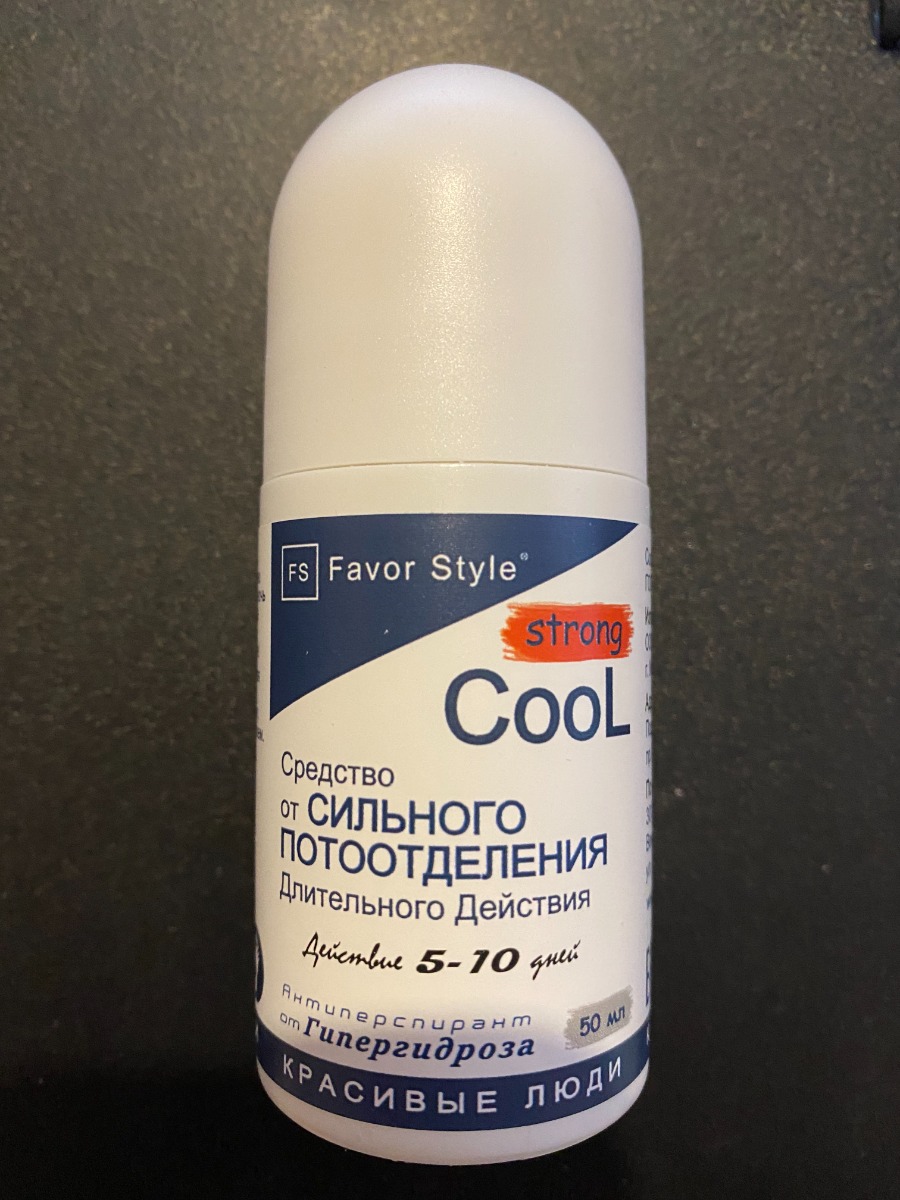 FS Favor Style®
strong
CooL
Средство
от СИЛЬНОГО
ПОТООТДЕЛЕНИЯ
Длительного Действия
Действие 5-10 дней
Антиперспирант
от Гипергидроза
50 мл
КРАСИВЫЕ ЛЮДИ